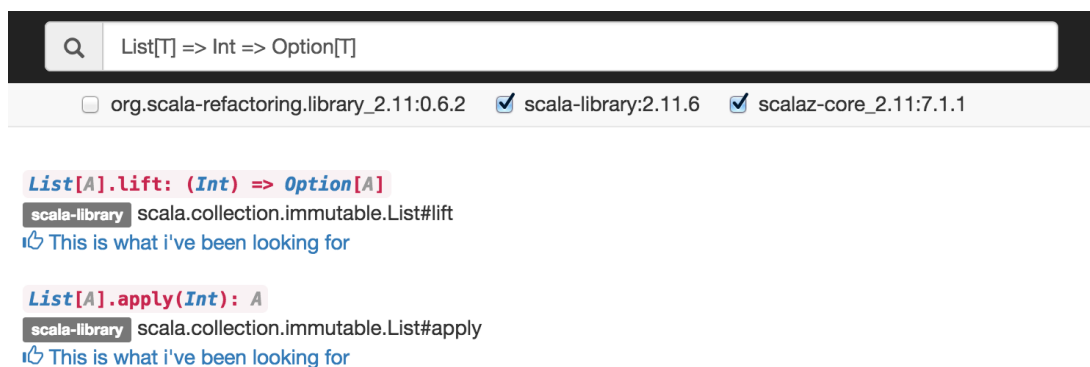 List[T] => Int => Option[T]
org.scala-refactoring.library_2.11:0.6.2 scala-library:2.11.6 scalaz-core_2.11:7.1.1
List[A].lift: (Int) => Option[A]
scala-library scala.collection.immutable.List#lift
This is what i've been looking for
List[A].apply(Int): A
scala-library scala.collection.immutable.List#apply
This is what i've been looking for